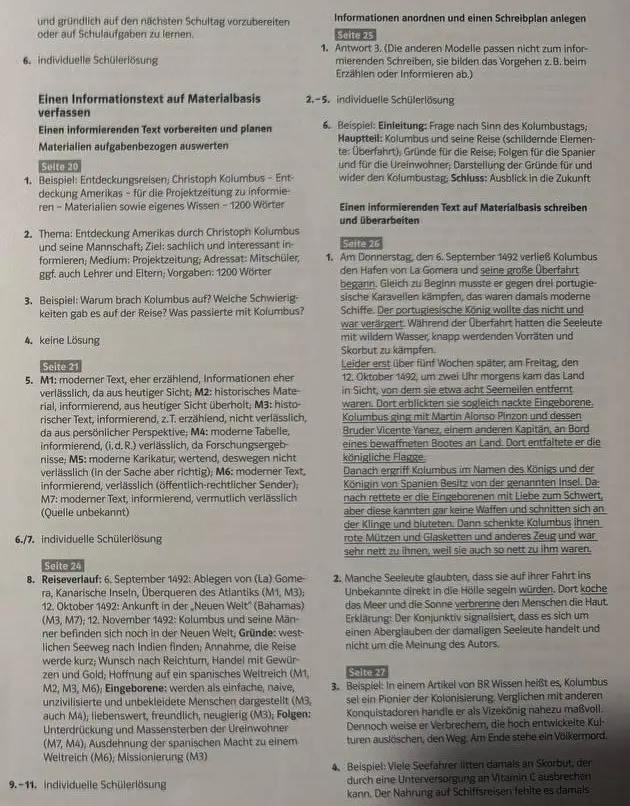 und gründlich auf den nächsten Schultag vorzubereiten
oder auf Schulaufgaben zu lernen.
6. individuelle Schülerlösung
Einen Informationstext auf Materialbasis
verfassen
Einen informierenden Text vorbereiten und planen
Materialien aufgabenbezogen auswerten
Seite 20
1. Beispiel: Entdeckungsreisen; Christoph Kolumbus – Ent-
deckung Amerikas – für die Projektzeitung zu informie-
ren – Materialien sowie eigenes Wissen – 1200 Wörter
2. Thema: Entdeckung Amerikas durch Christoph Kolumbus
und seine Mannschaft; Ziel: sachlich und interessant in-
formieren; Medium: Projektzeitung; Adressat: Mitschüler,
ggf. auch Lehrer und Eltern; Vorgaben: 1200 Wörter
3. Beispiel: Warum brach Kolumbus auf? Welche Schwierig-
keiten gab es auf der Reise? Was passierte mit Kolumbus?
4. keine Lösung
Seite 21
5. M1: moderner Text, eher erzählend, Informationen eher
verlässlich, da aus heutiger Sicht; M2: historisches Mate-
rial, informierend, aus heutiger Sicht überholt; M3: histo-
rischer Text, informierend, z.T. erzählend, nicht verlässlich,
da aus persönlicher Perspektive; M4: moderne Tabelle,
informierend, (i. d. R.) verlässlich, da Forschungsergeb-
nisse; M5: moderne Karikatur, wertend, deswegen nicht
verlässlich (in der Sache aber richtig); M6: moderner Text,
informierend, verlässlich (öffentlich-rechtlicher Sender);
M7: moderner Text, informierend, vermutlich verlässlich
(Quelle unbekannt)
6./7. individuelle Schülerlösung
Seite 24
8. Reiseverlauf: 6. September 1492: Ablegen von (La) Gome-
ra, Kanarische Inseln, Überqueren des Atlantiks (M1, M3);
12. Oktober 1492: Ankunft in der „Neuen Welt" (Bahamas)
(M3, M7); 12. November 1492: Kolumbus und seine Män-
ner befinden sich noch in der Neuen Welt; Gründe: west-
lichen Seeweg nach Indien finden; Annahme, die Reise
werde kurz; Wunsch nach Reichtum, Handel mit Gewür-
zen und Gold; Hoffnung auf ein spanisches Weltreich (M1,
M2, M3, M6); Eingeborene: werden als einfache, naive,
unzivilisierte und unbekleidete Menschen dargestellt (M3,
auch M4); liebenswert, freundlich, neugierig (M3); Folgen:
Unterdrückung und Massensterben der Ureinwohner
(M7, M4); Ausdehnung der spanischen Macht zu einem
Weltreich (M6); Missionierung (M3)
9.–11. individuelle Schülerlösung
Informationen anordnen und einen Schreibplan anlegen
Seite 25
1. Antwort 3. (Die anderen Modelle passen nicht zum infor-
mierenden Schreiben, sie bilden das Vorgehen z. B. beim
Erzählen oder Informieren ab.)
2.–5. individuelle Schülerlösung
6. Beispiel: Einleitung: Frage nach Sinn des Kolumbustags;
Hauptteil: Kolumbus und seine Reise (schildernde Elemen-
te: Überfahrt); Gründe für die Reise; Folgen für die Spanier
und für die Ureinwohner; Darstellung der Gründe für und
wider den Kolumbustag; Schluss: Ausblick in die Zukunft
Einen informierenden Text auf Materialbasis schreiben
und überarbeiten
Seite 26
1. Am Donnerstag, den 6. September 1492 verließ Kolumbus
den Hafen von La Gomera und seine große Überfahrt
begann. Gleich zu Beginn musste er gegen drei portugie-
sische Karavellen kämpfen, das waren damals moderne
Schiffe. Der portugiesische König wollte das nicht und
war verärgert. Während der Überfahrt hatten die Seeleute
mit wildem Wasser, knapp werdenden Vorräten und
Skorbut zu kämpfen.
Leider erst über fünf Wochen später, am Freitag, den
12. Oktober 1492, um zwei Uhr morgens kam das Land
in Sicht, von dem sie etwa acht Seemeilen entfernt
waren. Dort erblickten sie sogleich nackte Eingeborene.
Kolumbus ging mit Martin Alonso Pinzon und dessen
Bruder Vicente Yanez, einem anderen Kapitän, an Bord
eines bewaffneten Bootes an Land. Dort entfaltete er die
königliche Flagge.
Danach ergriff Kolumbus im Namen des Königs und der
Königin von Spanien Besitz von der genannten Insel. Da-
nach rettete er die Eingeborenen mit Liebe zum Schwert,
aber diese kannten gar keine Waffen und schnitten sich an
der Klinge und bluteten. Dann schenkte Kolumbus ihnen
rote Mützen und Glasketten und anderes Zeug und war
sehr nett zu ihnen, weil sie auch so nett zu ihm waren.
2. Manche Seeleute glaubten, dass sie auf ihrer Fahrt ins
Unbekannte direkt in die Hölle segeln würden. Dort koche
das Meer und die Sonne verbrenne den Menschen die Haut.
Erklärung: Der Konjunktiv signalisiert, dass es sich um
einen Aberglauben der damaligen Seeleute handelt und
nicht um die Meinung des Autors.
Seite 27
3. Beispiel: In einem Artikel von BR Wissen heißt es, Kolumbus
sei ein Pionier der Kolonisierung. Verglichen mit anderen
Konquistadoren handle er als Vizekönig nahezu maßvoll.
Dennoch weise er Verbrechern, die hoch entwickelte Kul-
turen auslöschen, den Weg. Am Ende stehe ein Völkermord.
4. Beispiel: Viele Seefahrer litten damals an Skorbut, der
durch eine Unterversorgung an Vitamin C ausbrechen
kann. Der Nahrung auf Schiffsreisen fehlte es damals